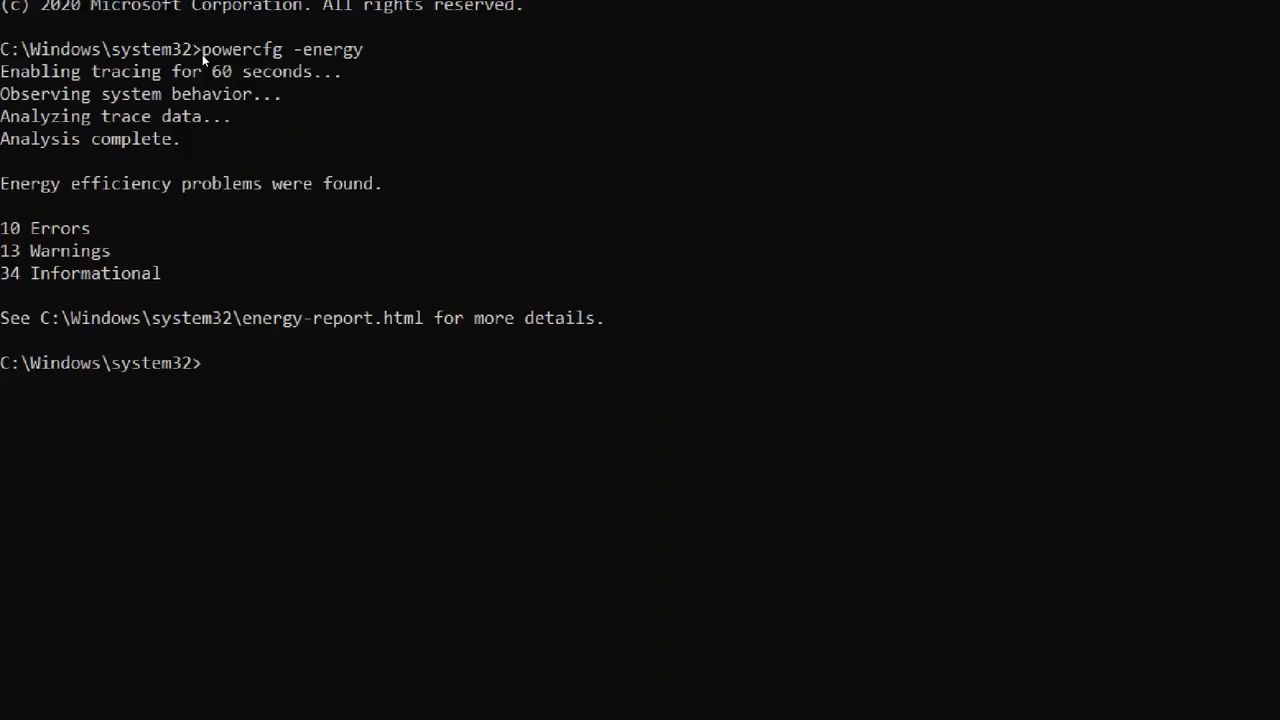 (c) 2020 Microsoft Corporation. All rights reserved.
C:\Windows\system32>powercfg -energy
Enabling tracing for 60 seconds...
Observing system behavior...
Analyzing trace data...
Analysis complete.
Energy efficiency problems were found.
10 Errors
13 Warnings
34 Informational
See C:\Windows\system32\energy-report.html for more details.
C:\Windows\system32>